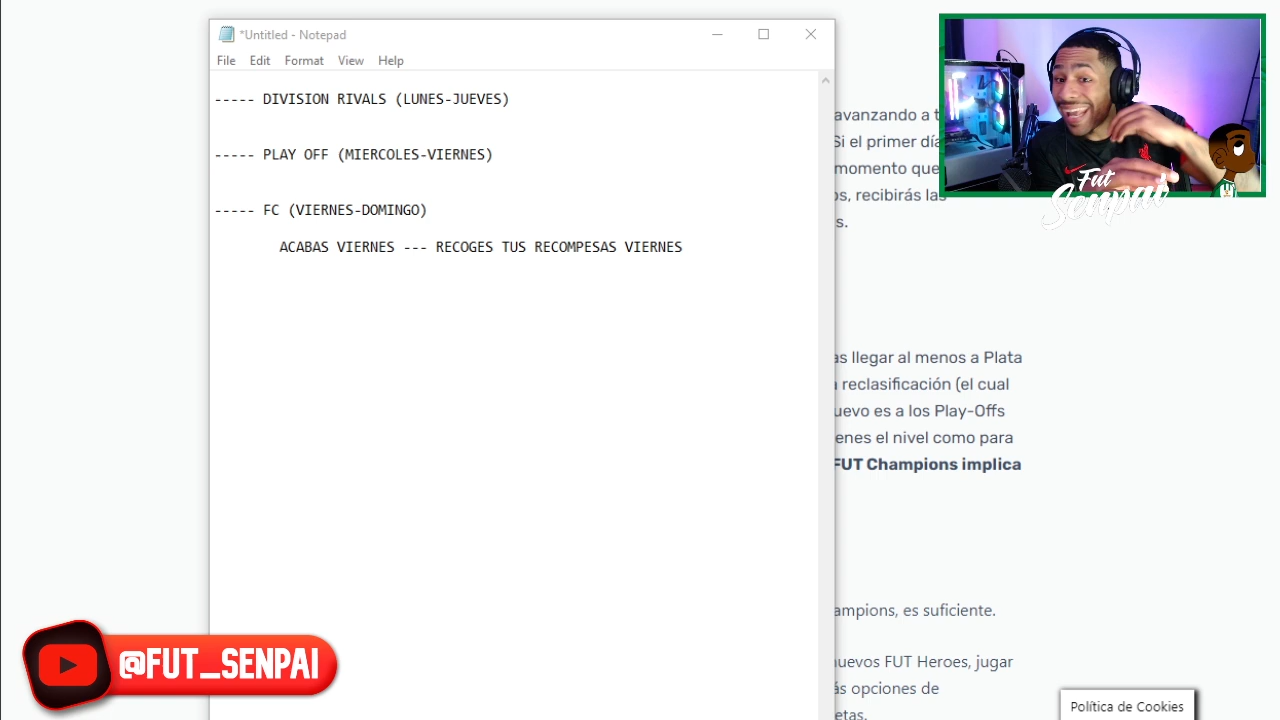 *Untitled - Notepad
File Edit Format View Help
----- DIVISION RIVALS (LUNES-JUEVES)
----- PLAY OFF (MIERCOLES-VIERNES)
----- FC (VIERNES-DOMINGO)
ACABAS VIERNES --- RECOGES TUS RECOMPESAS VIERNES
avanzando a t
Si el primer día
momento que
os, recibirás las
s.
Fut
Senpai
as llegar al menos a Plata
a reclasificación (el cual
uevo es a los Play-Offs
enes el nivel como para
FUT Champions implica
ampions, es suficiente.
nuevos FUT Heroes, jugar
ás opciones de
etas.
@FUT_SENPAI
Política de Cookies